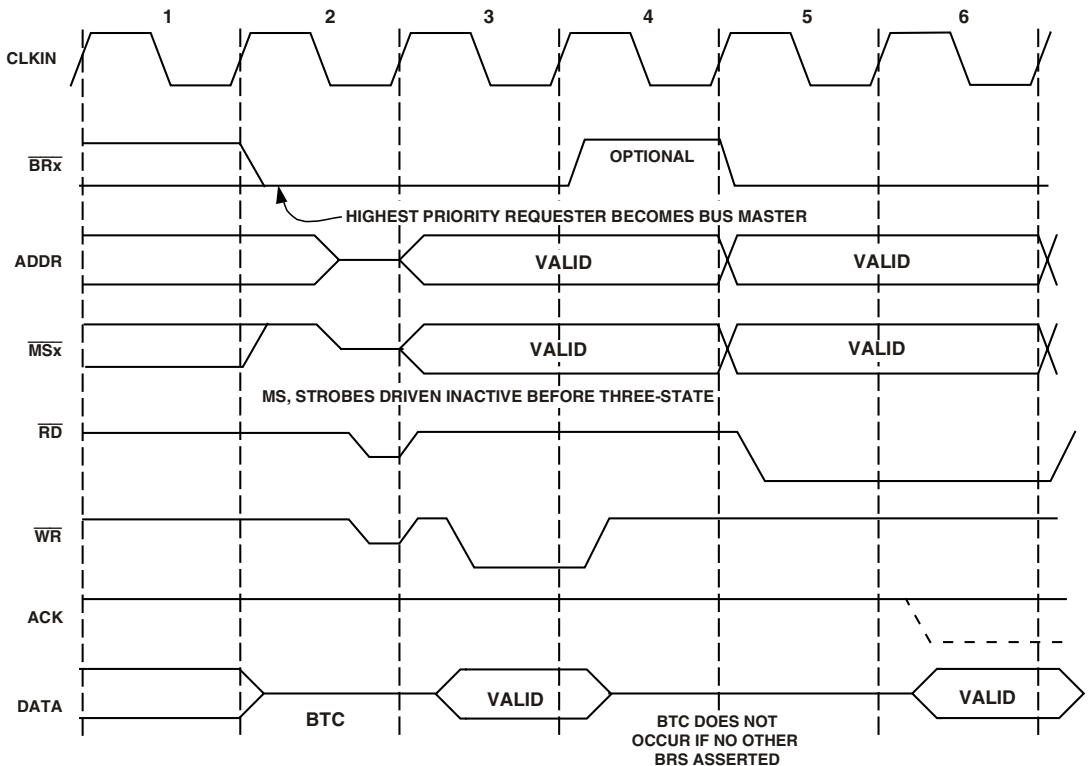 1 2 3 4 5 6
CLKIN
BRx
OPTIONAL
HIGHEST PRIORITY REQUESTER BECOMES BUS MASTER
ADDR
VALID
VALID
MSx
VALID
VALID
MS, STROBES DRIVEN INACTIVE BEFORE THREE-STATE
RD
WR
ACK
DATA
BTC
VALID
BTC DOES NOT
OCCUR IF NO OTHER
BRS ASSERTED
VALID